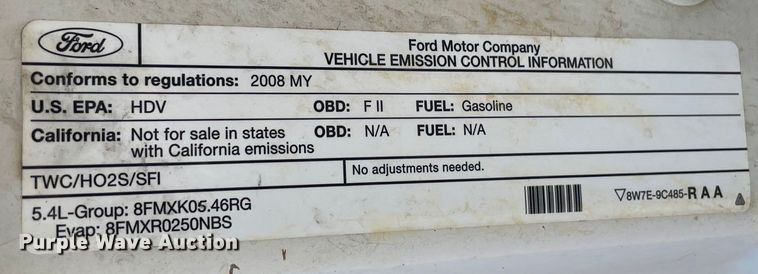 Ford
Ford Motor Company
VEHICLE EMISSION CONTROL INFORMATION
Conforms to regulations: 2008 MY
U.S. EPA: HDV OBD: F II FUEL: Gasoline
California: Not for sale in states with California emissions OBD: N/A FUEL: N/A
TWC/HO2S/SFI
No adjustments needed.
5.4L-Group: 8FMXK05.46RG
Evap: 8FMXR0250NBS
▽8W7E-9C485-RAA
Purple Wave Auction